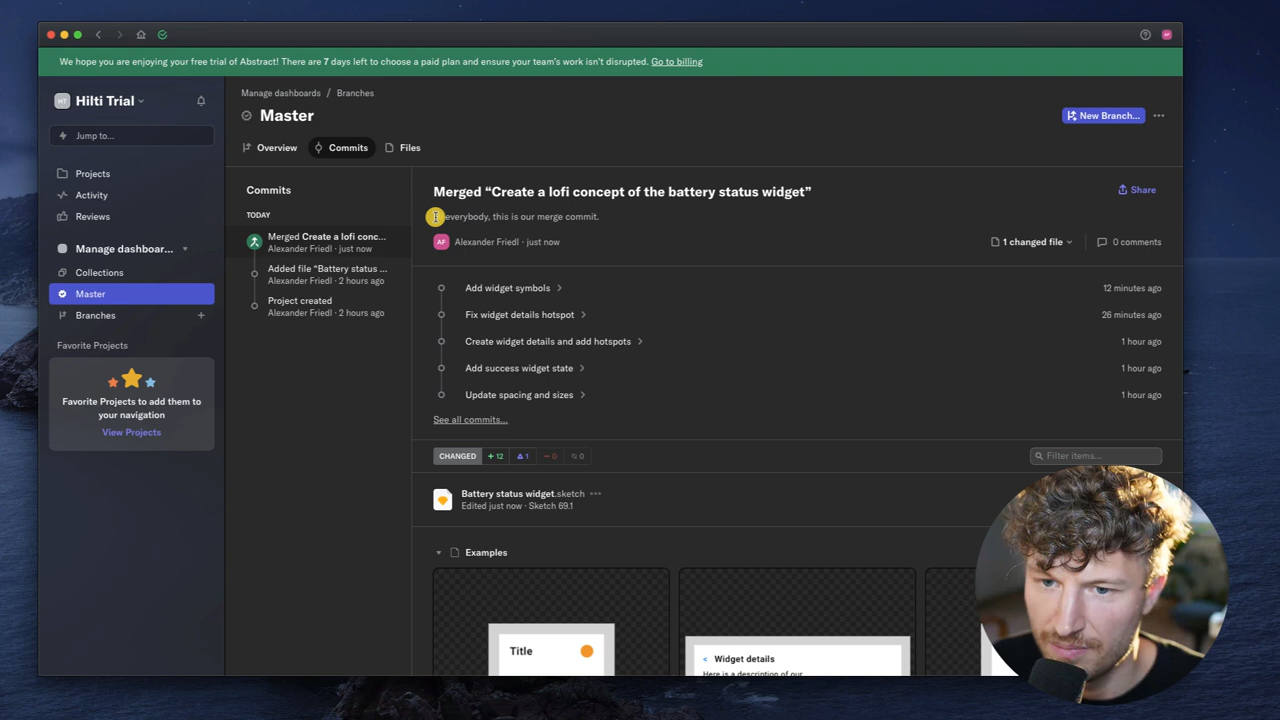 We hope you are enjoying your free trial of Abstract! There are 7 days left to choose a paid plan and ensure your team's work isn't disrupted. Go to billing
HT Hilti Trial
Jump to...
Projects
Activity
Reviews
Manage dashboar...
Collections
Master
Branches
Favorite Projects
Favorite Projects to add them to
your navigation
View Projects
Manage dashboards / Branches
Master
New Branch...
Overview
Commits
Files
Commits
TODAY
Merged Create a lofi conc...
Alexander Friedl · just now
Added file "Battery status ...
Alexander Friedl · 2 hours ago
Project created
Alexander Friedl · 2 hours ago
Merged “Create a lofi concept of the battery status widget”
Share
everybody, this is our merge commit.
AF Alexander Friedl · just now
1 changed file
0 comments
Add widget symbols
12 minutes ago
Fix widget details hotspot
26 minutes ago
Create widget details and add hotspots
1 hour ago
Add success widget state
1 hour ago
Update spacing and sizes
1 hour ago
See all commits...
CHANGED +12 1 −0 0
Filter items...
Battery status widget.sketch
Edited just now · Sketch 69.1
Examples
Title
< Widget details
Here is a description of our